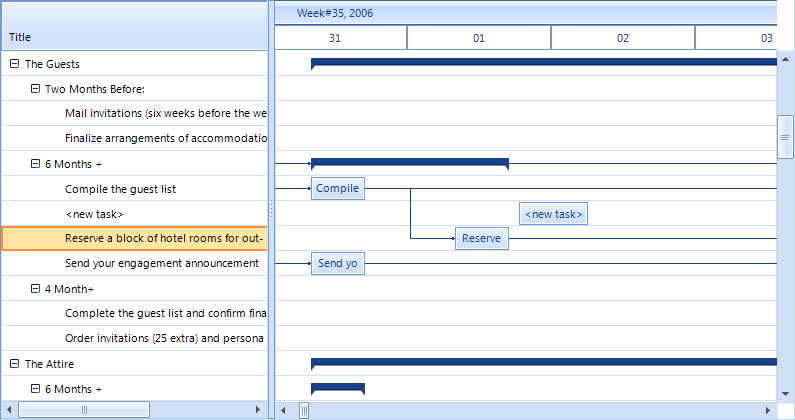 Week#35, 2006
Title
31 01 02 03
The Guests
Two Months Before:
Mail invitations (six weeks before the we
Finalize arrangements of accommodatio
6 Months +
Compile the guest list
Compile
<new task>
<new task>
Reserve a block of hotel rooms for out-
Reserve
Send your engagement announcement
Send yo
4 Month+
Complete the guest list and confirm fina
Order invitations (25 extra) and persona
The Attire
6 Months +